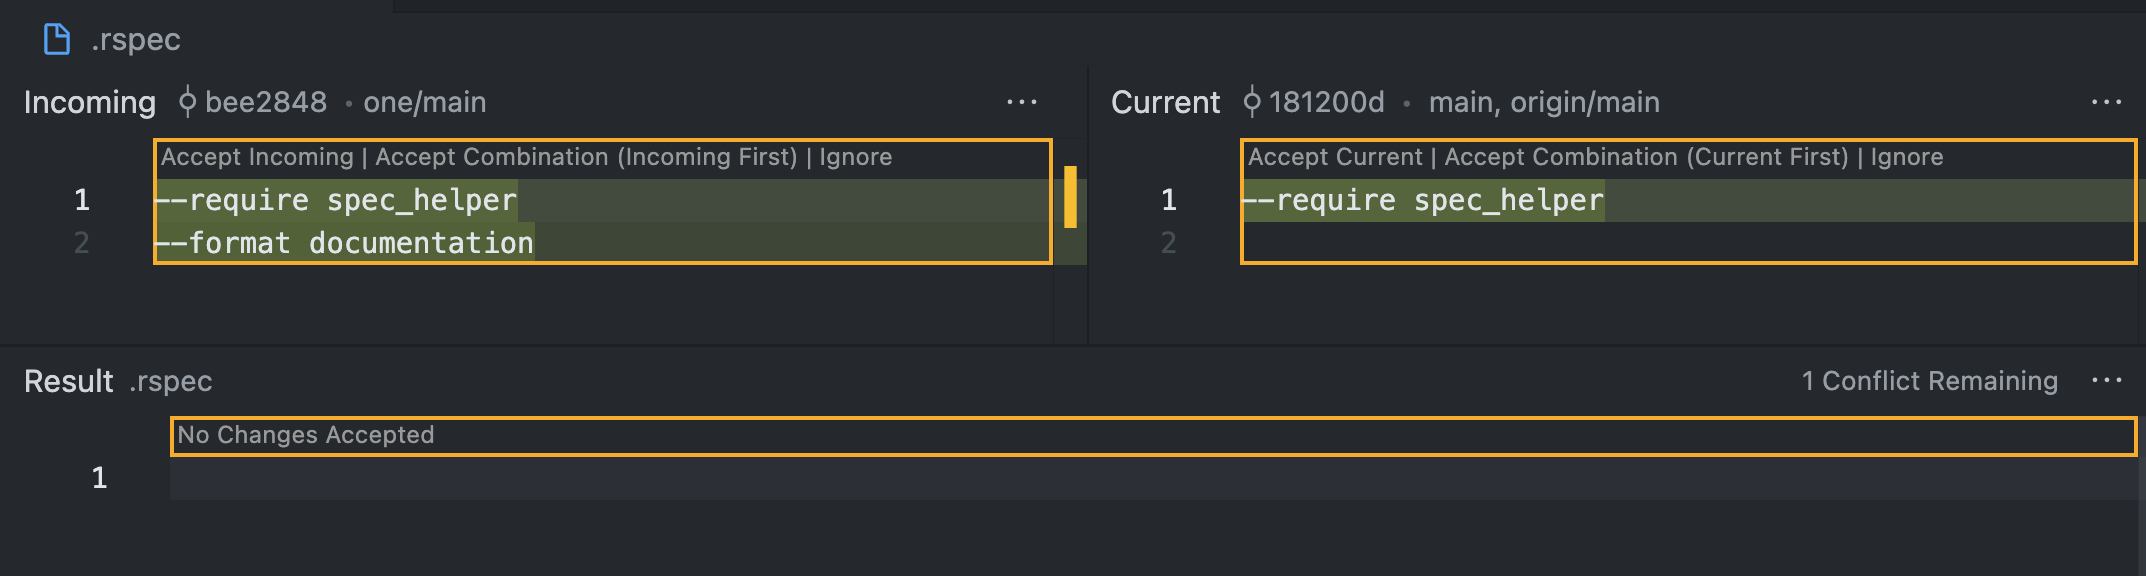 .rspec
Incoming bee2848 • one/main ...
Accept Incoming | Accept Combination (Incoming First) | Ignore
1 --require spec_helper
2 --format documentation
Current 181200d • main, origin/main ...
Accept Current | Accept Combination (Current First) | Ignore
1 --require spec_helper
2
Result .rspec 1 Conflict Remaining ...
No Changes Accepted
1